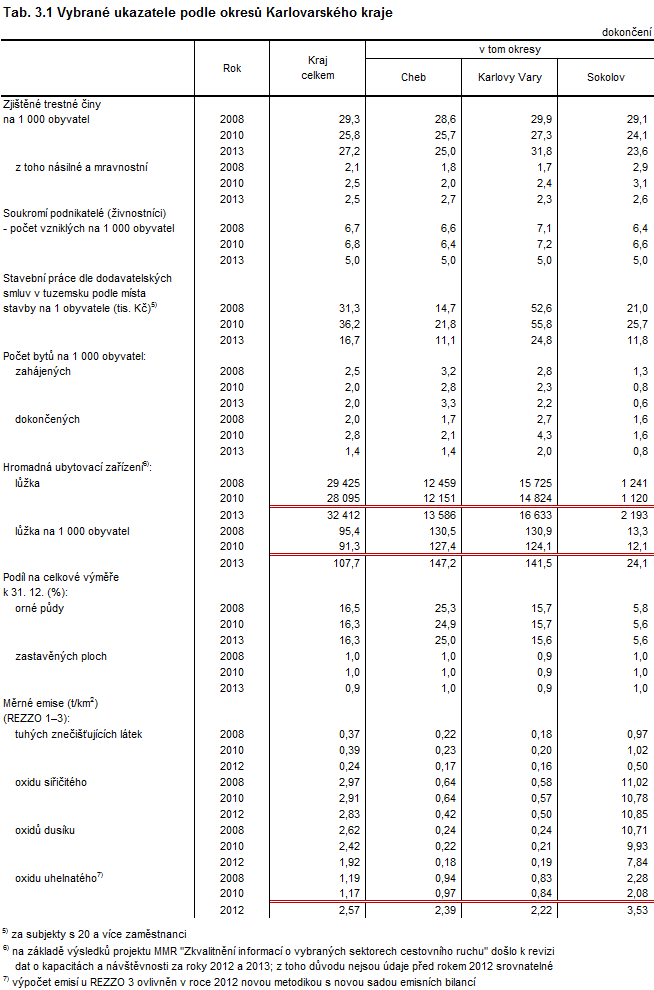 Tab. 3.1 Vybrané ukazatele podle okresů Karlovarského kraje
dokončení
Rok Kraj celkem v tom okresy
Cheb Karlovy Vary Sokolov
Zjištěné trestné činy
na 1 000 obyvatel 2008 29,3 28,6 29,9 29,1
2010 25,8 25,7 27,3 24,1
2013 27,2 25,0 31,8 23,6
z toho násilné a mravnostní 2008 2,1 1,8 1,7 2,9
2010 2,5 2,0 2,4 3,1
2013 2,5 2,7 2,3 2,6
Soukromí podnikatelé (živnostníci)
- počet vzniklých na 1 000 obyvatel 2008 6,7 6,6 7,1 6,4
2010 6,8 6,4 7,2 6,6
2013 5,0 5,0 5,0 5,0
Stavební práce dle dodavatelských
smluv v tuzemsku podle místa
stavby na 1 obyvatele (tis. Kč)5) 2008 31,3 14,7 52,6 21,0
2010 36,2 21,8 55,8 25,7
2013 16,7 11,1 24,8 11,8
Počet bytů na 1 000 obyvatel:
zahájených 2008 2,5 3,2 2,8 1,3
2010 2,0 2,8 2,3 0,8
2013 2,0 3,3 2,2 0,6
dokončených 2008 2,0 1,7 2,7 1,6
2010 2,8 2,1 4,3 1,6
2013 1,4 1,4 2,0 0,8
Hromadná ubytovací zařízení6):
lůžka 2008 29 425 12 459 15 725 1 241
2010 28 095 12 151 14 824 1 120
2013 32 412 13 586 16 633 2 193
lůžka na 1 000 obyvatel 2008 95,4 130,5 130,9 13,3
2010 91,3 127,4 124,1 12,1
2013 107,7 147,2 141,5 24,1
Podíl na celkové výměře
k 31. 12. (%):
orné půdy 2008 16,5 25,3 15,7 5,8
2010 16,3 24,9 15,7 5,6
2013 16,3 25,0 15,6 5,6
zastavěných ploch 2008 1,0 1,0 0,9 1,0
2010 1,0 1,0 0,9 1,0
2013 0,9 1,0 0,9 1,0
Měrné emise (t/km2)
(REZZO 1–3):
tuhých znečišťujících látek 2008 0,37 0,22 0,18 0,97
2010 0,39 0,23 0,20 1,02
2012 0,24 0,17 0,16 0,50
oxidu siřičitého 2008 2,97 0,64 0,58 11,02
2010 2,91 0,64 0,57 10,78
2012 2,83 0,42 0,50 10,85
oxidů dusíku 2008 2,62 0,24 0,24 10,71
2010 2,42 0,22 0,21 9,93
2012 1,92 0,18 0,19 7,84
oxidu uhelnatého7) 2008 1,19 0,94 0,83 2,28
2010 1,17 0,97 0,84 2,08
2012 2,57 2,39 2,22 3,53
5) za subjekty s 20 a více zaměstnanci
6) na základě výsledků projektu MMR "Zkvalitnění informací o vybraných sektorech cestovního ruchu" došlo k revizi
dat o kapacitách a návštěvnosti za roky 2012 a 2013; z toho důvodu nejsou údaje před rokem 2012 srovnatelné
7) výpočet emisí u REZZO 3 ovlivněn v roce 2012 novou metodikou s novou sadou emisních bilancí